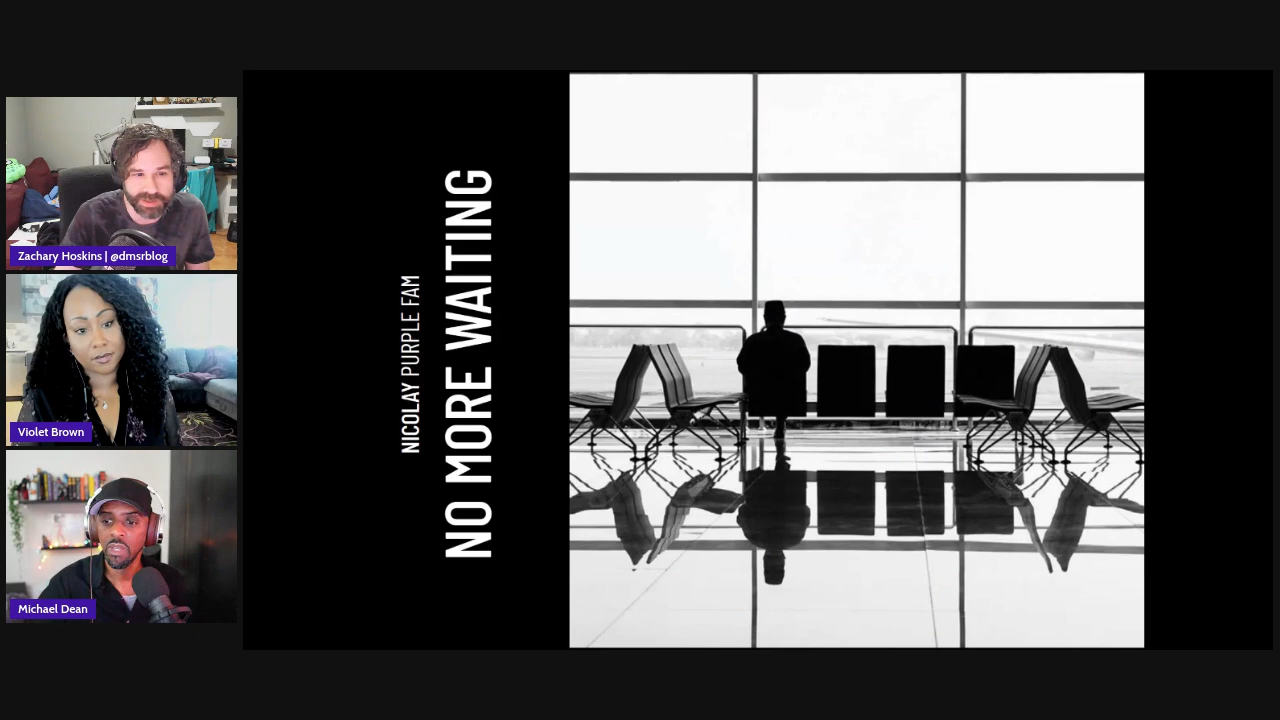 Zachary Hoskins | @dmsrblog
Violet Brown
Michael Dean
NICOLAY PURPLE FAM
NO MORE WAITING